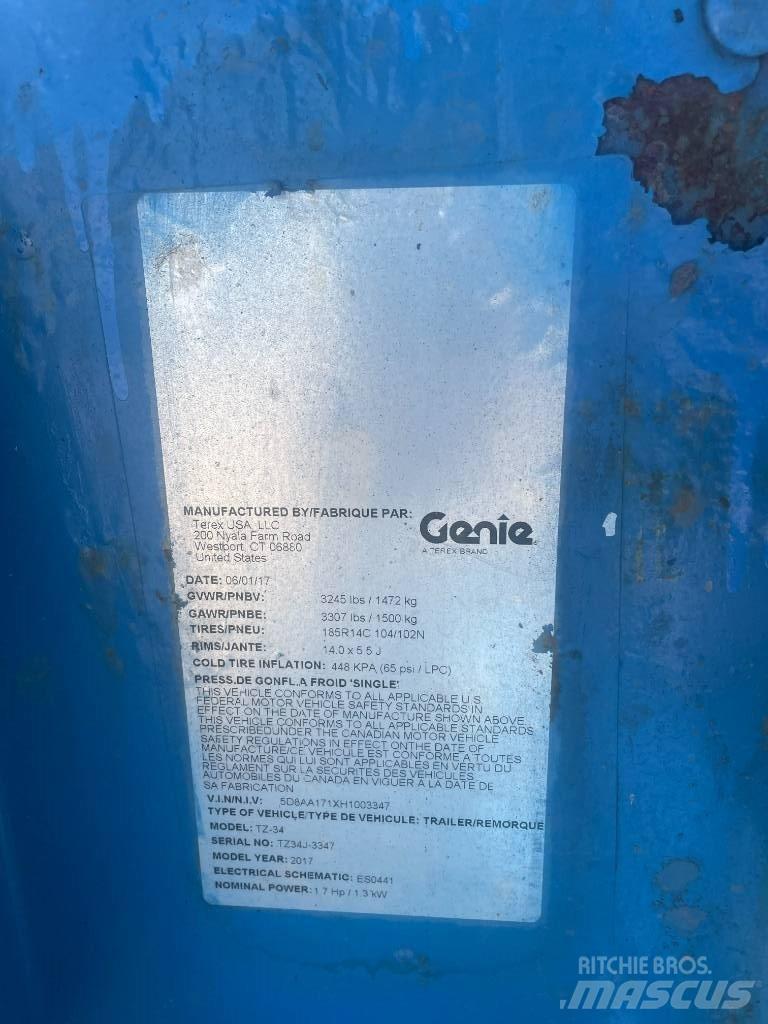 MANUFACTURED BY/FABRIQUE PAR:
Terex USA, LLC
200 Nyala Farm Road
Westport, CT 06880
United States
Genie
A TEREX BRAND
DATE: 06/01/17
GVWR/PNBV: 3245 lbs / 1472 kg
GAWR/PNBE: 3307 lbs / 1500 kg
TIRES/PNEU: 185R14C 104/102N
RIMS/JANTE: 14.0 x 5.5 J
COLD TIRE INFLATION: 448 KPA (65 psi / LPC)
PRESS.DE GONFL.A FROID 'SINGLE'
THIS VEHICLE CONFORMS TO ALL APPLICABLE U.S.
FEDERAL MOTOR VEHICLE SAFETY STANDARDS IN
EFFECT ON THE DATE OF MANUFACTURE SHOWN ABOVE.
THIS VEHICLE CONFORMS TO ALL APPLICABLE STANDARDS
PRESCRIBEDUNDER THE CANADIAN MOTOR VEHICLE
SAFETY REGULATIONS IN EFFECT ONTHE DATE OF
MANUFACTURE/CE VEHICULE EST CONFORME A TOUTES
LES NORMES QUI LUI SONT APPLICABLES EN VERTU DU
REGLAMENT SUR LA SECURITES DES VEHICULES
AUTOMOBILES DU CANADA EN VIGUER A LA DATE DE
SA FABRICATION
V.I.N/N.I.V: 5D8AA171XH1003347
TYPE OF VEHICLE/TYPE DE VEHICULE: TRAILER/REMORQUE
MODEL: TZ-34
SERIAL NO: TZ34J-3347
MODEL YEAR: 2017
ELECTRICAL SCHEMATIC: ES0441
NOMINAL POWER: 1.7 Hp / 1.3 kW
RITCHIE BROS.
MASCUS